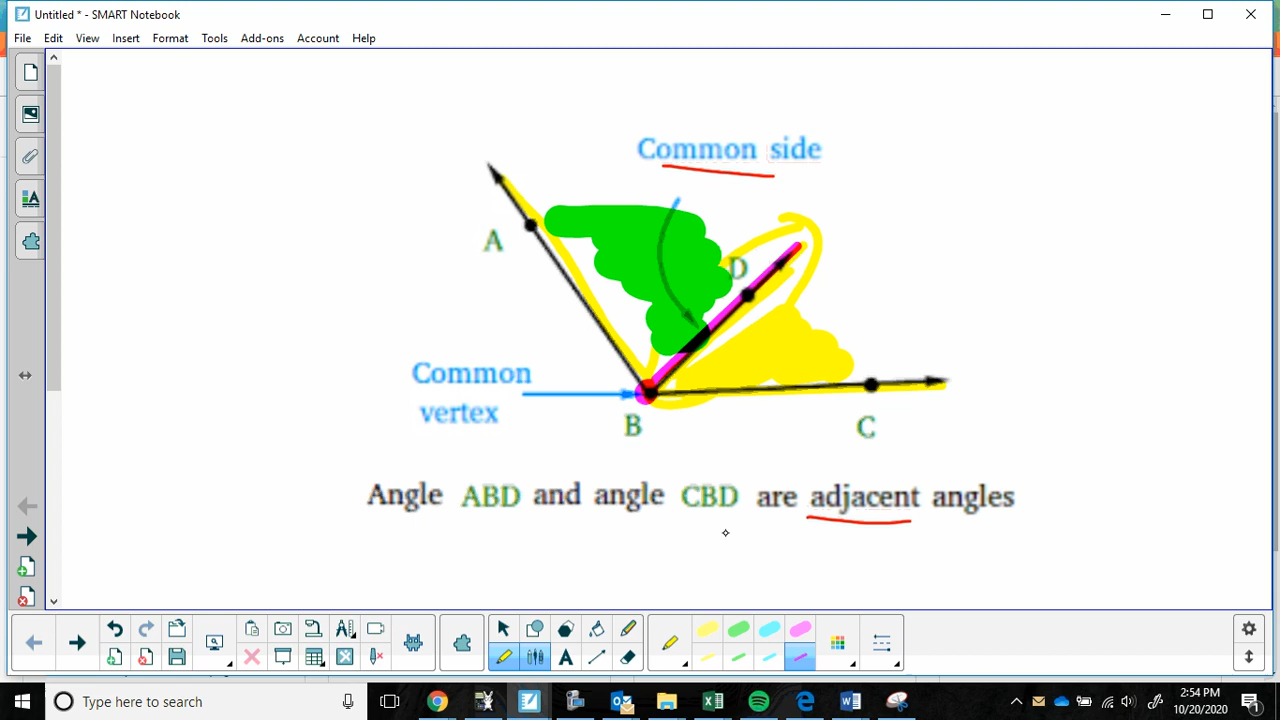 Untitled * - SMART Notebook
File Edit View Insert Format Tools Add-ons Account Help
Common side
A
D
Common
vertex
B
C
Angle ABD and angle CBD are adjacent angles
A
Type here to search
2:54 PM
10/20/2020
1